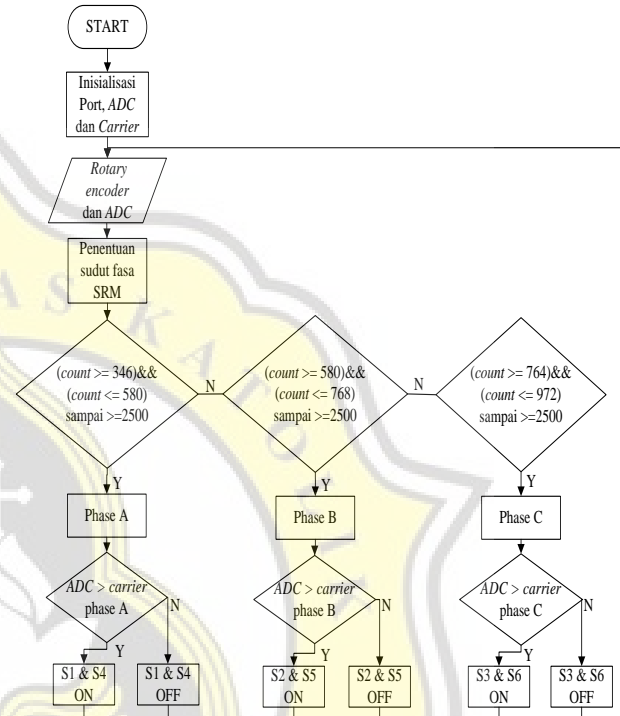 START
Inisialisasi
Port, ADC
dan Carrier
Rotary
encoder
dan ADC
Penentuan
sudut fasa
SRM
(count >= 346)&&
(count <= 580)
sampai >=2500
N
(count >= 580)&&
(count <= 768)
sampai >=2500
N
(count >= 764)&&
(count <= 972)
sampai >=2500
Y
Y
Y
Phase A
Phase B
Phase C
ADC > carrier
phase A
N
ADC > carrier
phase B
N
ADC > carrier
phase C
N
Y
Y
Y
S1 & S4
ON
S1 & S4
OFF
S2 & S5
ON
S2 & S5
OFF
S3 & S6
ON
S3 & S6
OFF
AS KATOLIK